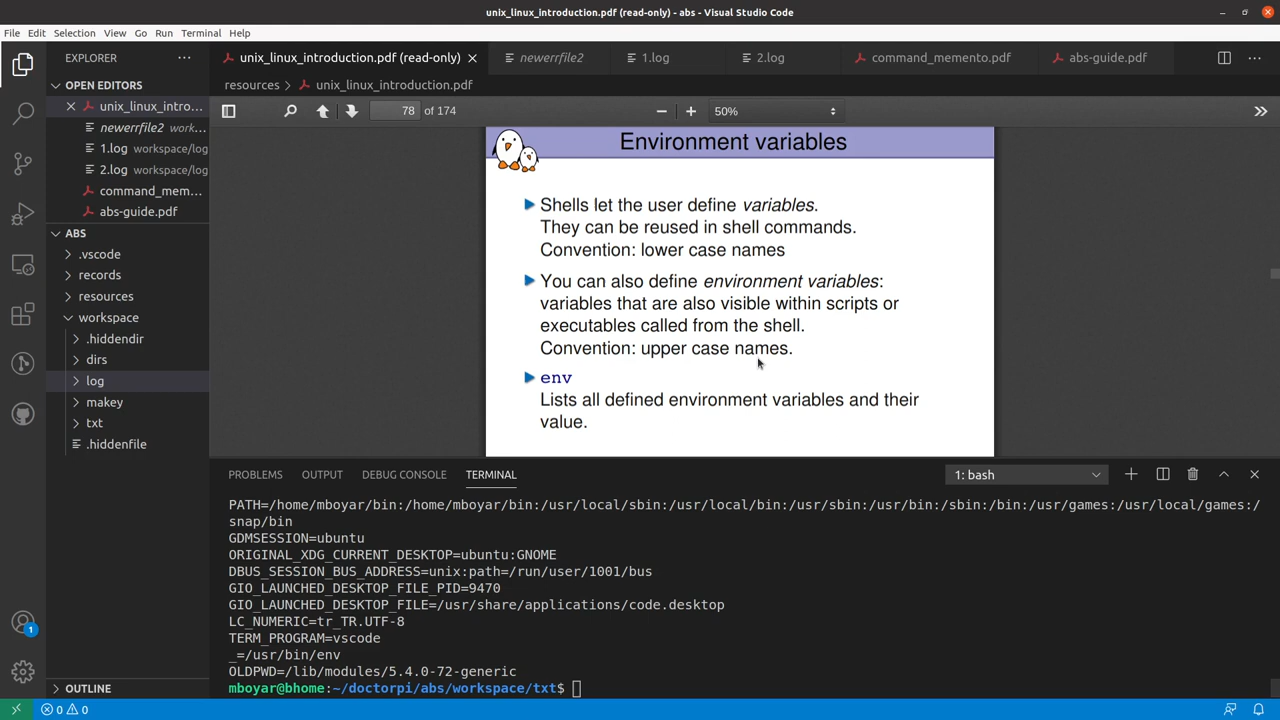 unix_linux_introduction.pdf (read-only) - abs - Visual Studio Code
File Edit Selection View Go Run Terminal Help
EXPLORER
OPEN EDITORS
unix_linux_intro...
newerrfile2 work...
1.log workspace/log
2.log workspace/log
command_mem...
abs-guide.pdf
ABS
.vscode
records
resources
workspace
.hiddendir
dirs
log
makey
txt
.hiddenfile
OUTLINE
1
unix_linux_introduction.pdf (read-only) newerrfile2 1.log 2.log command_memento.pdf abs-guide.pdf
resources > unix_linux_introduction.pdf
78 of 174 50%
Environment variables
Shells let the user define variables.
They can be reused in shell commands.
Convention: lower case names
You can also define environment variables:
variables that are also visible within scripts or
executables called from the shell.
Convention: upper case names.
env
Lists all defined environment variables and their
value.
PROBLEMS OUTPUT DEBUG CONSOLE TERMINAL 1: bash
PATH=/home/mboyar/bin:/home/mboyar/bin:/usr/local/sbin:/usr/local/bin:/usr/sbin:/usr/bin:/sbin:/bin:/usr/games:/usr/local/games:/
snap/bin
GDMSESSION=ubuntu
ORIGINAL_XDG_CURRENT_DESKTOP=ubuntu:GNOME
DBUS_SESSION_BUS_ADDRESS=unix:path=/run/user/1001/bus
GIO_LAUNCHED_DESKTOP_FILE_PID=9470
GIO_LAUNCHED_DESKTOP_FILE=/usr/share/applications/code.desktop
LC_NUMERIC=tr_TR.UTF-8
TERM_PROGRAM=vscode
_=/usr/bin/env
OLDPWD=/lib/modules/5.4.0-72-generic
mboyar@bhome:~/doctorpi/abs/workspace/txt$
0 0